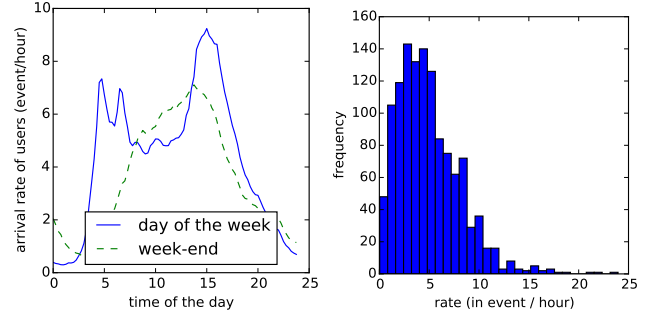 10
8
6
4
2
0
arrival rate of users (event/hour)
day of the week
week-end
0 5 10 15 20 25
time of the day
160
140
120
100
80
60
40
20
0
frequency
0 5 10 15 20 25
rate (in event / hour)